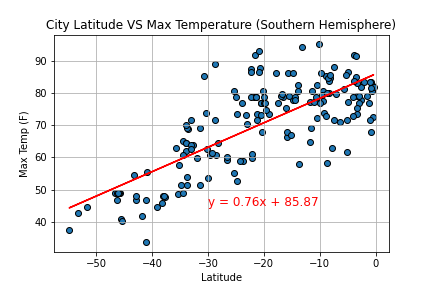 City Latitude VS Max Temperature (Southern Hemisphere)
Max Temp (F)
90
80
70
60
50
40
y = 0.76x + 85.87
−50 −40 −30 −20 −10 0
Latitude